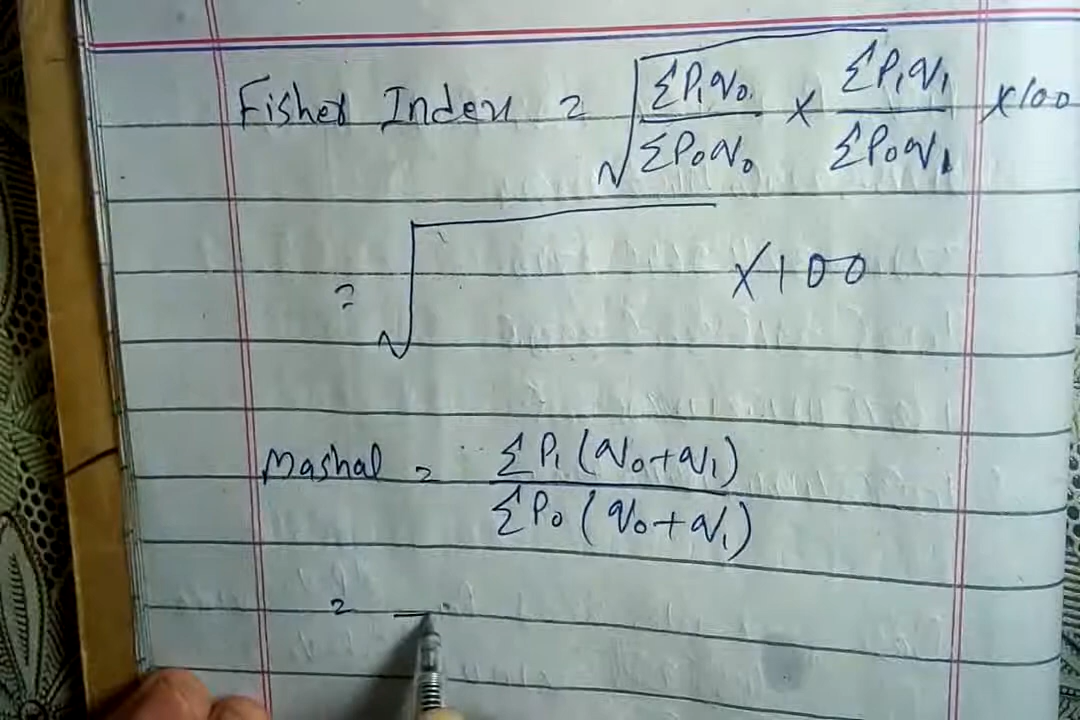 Fisher Index = √ ΣP₁q₀ / ΣP₀q₀ × ΣP₁q₁ / ΣP₀q₁ ×100
= √ ×100
Mashal = ΣP₁(q₀+q₁) / ΣP₀(q₀+q₁)
=